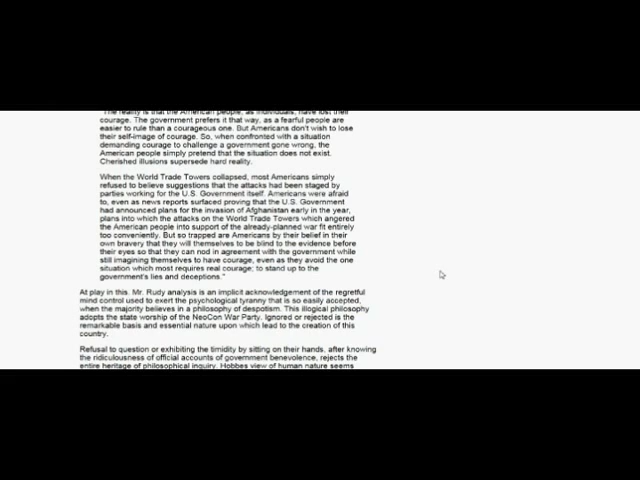 "The reality is that the American people, as individuals, have lost their
courage. The government prefers it that way, as a fearful people are
easier to rule than a courageous one. But Americans don't wish to lose
their self-image of courage. So, when confronted with a situation
demanding courage to challenge a government gone wrong, the
American people simply pretend that the situation does not exist.
Cherished illusions supersede hard reality.
When the World Trade Towers collapsed, most Americans simply
refused to believe suggestions that the attacks had been staged by
parties working for the U.S. Government itself. Americans were afraid
to, even as news reports surfaced proving that the U.S. Government
had announced plans for the invasion of Afghanistan early in the year,
plans into which the attacks on the World Trade Towers which angered
the American people into support of the already-planned war fit entirely
too conveniently. But so trapped are Americans by their belief in their
own bravery that they will themselves to be blind to the evidence before
their eyes so that they can nod in agreement with the government while
still imagining themselves to have courage, even as they avoid the one
situation which most requires real courage; to stand up to the
government's lies and deceptions."
At play in this. Mr. Rudy analysis is an implicit acknowledgement of the regretful
mind control used to exert the psychological tyranny that is so easily accepted,
when the majority believes in a philosophy of despotism. This illogical philosophy
adopts the state worship of the NeoCon War Party. Ignored or rejected is the
remarkable basis and essential nature upon which lead to the creation of this
country.
Refusal to question or exhibiting the timidity by sitting on their hands, after knowing
the ridiculousness of official accounts of government benevolence, rejects the
entire heritage of philosophical inquiry. Hobbes view of human nature seems